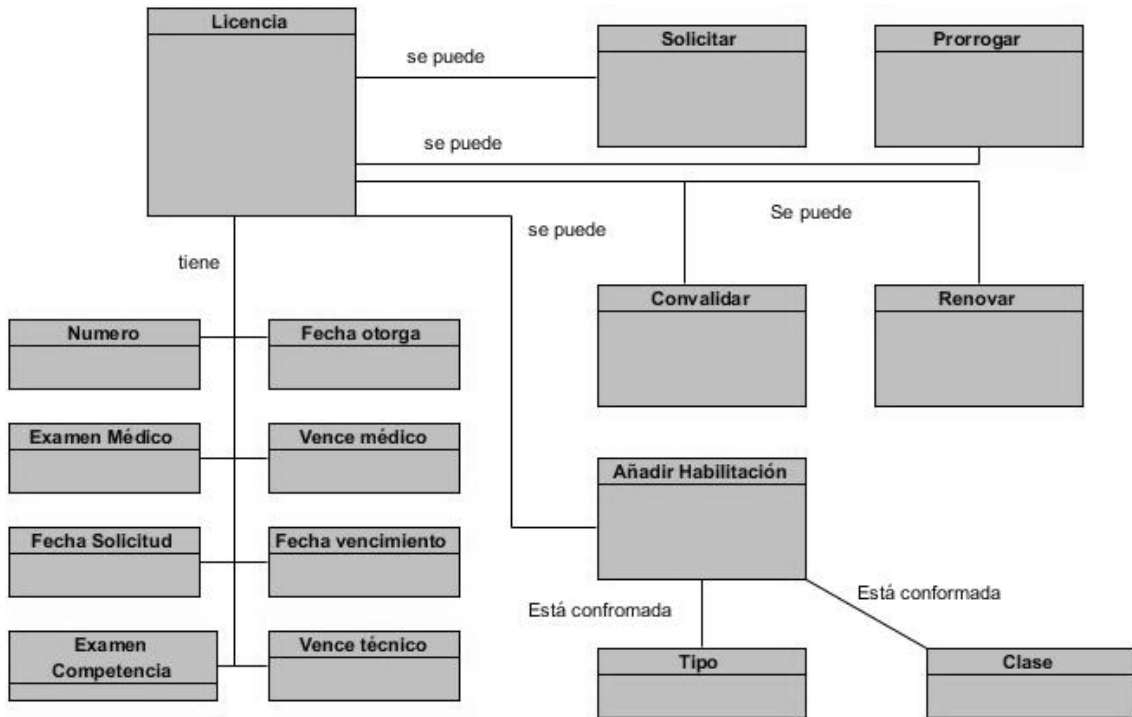 Licencia
Solicitar
Prorrogar
se puede
se puede
se puede
Se puede
tiene
Convalidar
Renovar
Numero
Fecha otorga
Examen Médico
Vence médico
Añadir Habilitación
Fecha Solicitud
Fecha vencimiento
Está confromada
Está conformada
Examen
Competencia
Vence técnico
Tipo
Clase